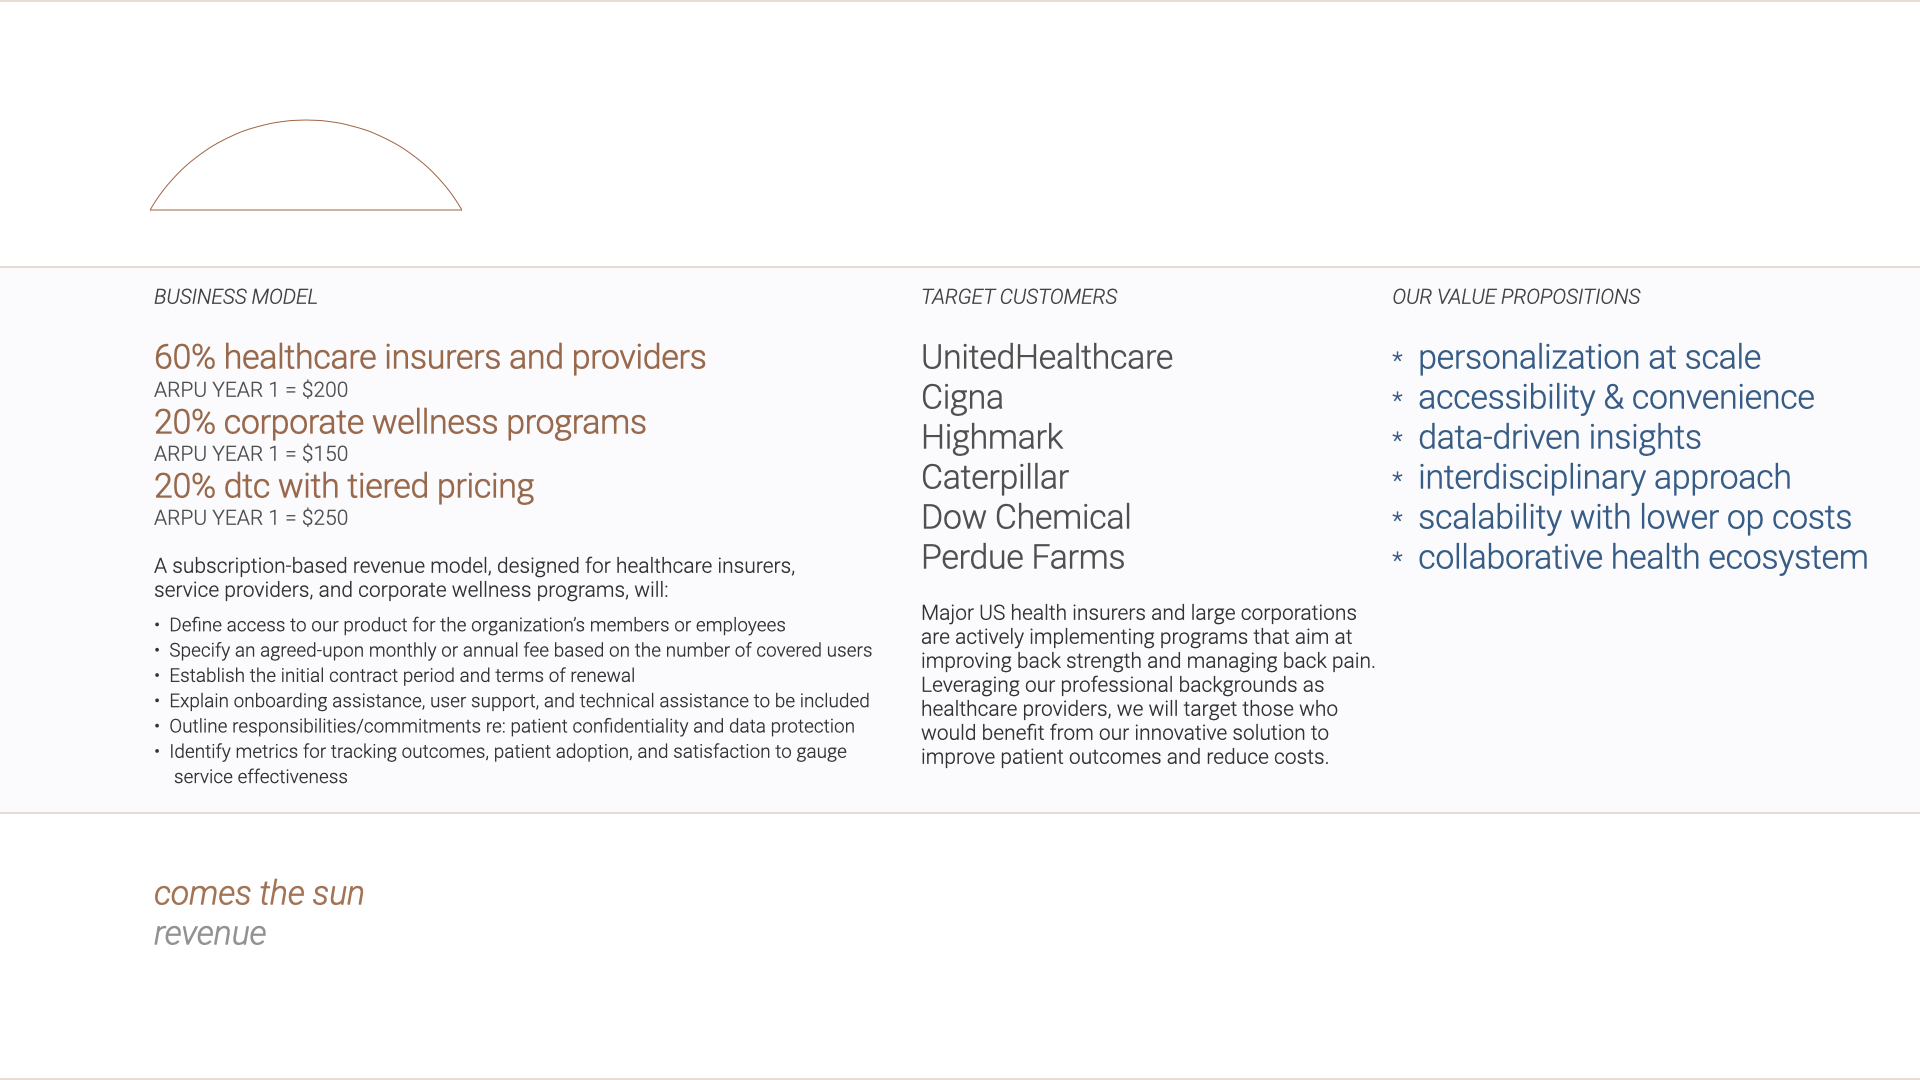 BUSINESS MODEL
60% healthcare insurers and providers
ARPU YEAR 1 = $200
20% corporate wellness programs
ARPU YEAR 1 = $150
20% dtc with tiered pricing
ARPU YEAR 1 = $250
A subscription-based revenue model, designed for healthcare insurers,
service providers, and corporate wellness programs, will:
• Define access to our product for the organization’s members or employees
• Specify an agreed-upon monthly or annual fee based on the number of covered users
• Establish the initial contract period and terms of renewal
• Explain onboarding assistance, user support, and technical assistance to be included
• Outline responsibilities/commitments re: patient confidentiality and data protection
• Identify metrics for tracking outcomes, patient adoption, and satisfaction to gauge
service effectiveness
TARGET CUSTOMERS
UnitedHealthcare
Cigna
Highmark
Caterpillar
Dow Chemical
Perdue Farms
Major US health insurers and large corporations
are actively implementing programs that aim at
improving back strength and managing back pain.
Leveraging our professional backgrounds as
healthcare providers, we will target those who
would benefit from our innovative solution to
improve patient outcomes and reduce costs.
OUR VALUE PROPOSITIONS
* personalization at scale
* accessibility & convenience
* data-driven insights
* interdisciplinary approach
* scalability with lower op costs
* collaborative health ecosystem
comes the sun
revenue